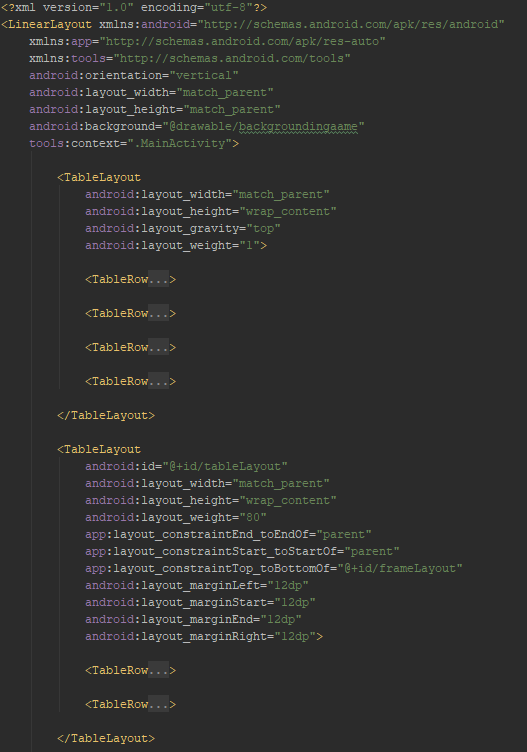 <?xml version="1.0" encoding="utf-8"?>
<LinearLayout xmlns:android="http://schemas.android.com/apk/res/android"
    xmlns:app="http://schemas.android.com/apk/res-auto"
    xmlns:tools="http://schemas.android.com/tools"
    android:orientation="vertical"
    android:layout_width="match_parent"
    android:layout_height="match_parent"
    android:background="@drawable/backgroundingaame"
    tools:context=".MainActivity">
        <TableLayout
            android:layout_width="match_parent"
            android:layout_height="wrap_content"
            android:layout_gravity="top"
            android:layout_weight="1">
            <TableRow...>
            <TableRow...>
            <TableRow...>
            <TableRow...>
        </TableLayout>
        <TableLayout
            android:id="@+id/tableLayout"
            android:layout_width="match_parent"
            android:layout_height="wrap_content"
            android:layout_weight="80"
            app:layout_constraintEnd_toEndOf="parent"
            app:layout_constraintStart_toStartOf="parent"
            app:layout_constraintTop_toBottomOf="@+id/frameLayout"
            android:layout_marginLeft="12dp"
            android:layout_marginStart="12dp"
            android:layout_marginEnd="12dp"
            android:layout_marginRight="12dp">
            <TableRow...>
            <TableRow...>
        </TableLayout>